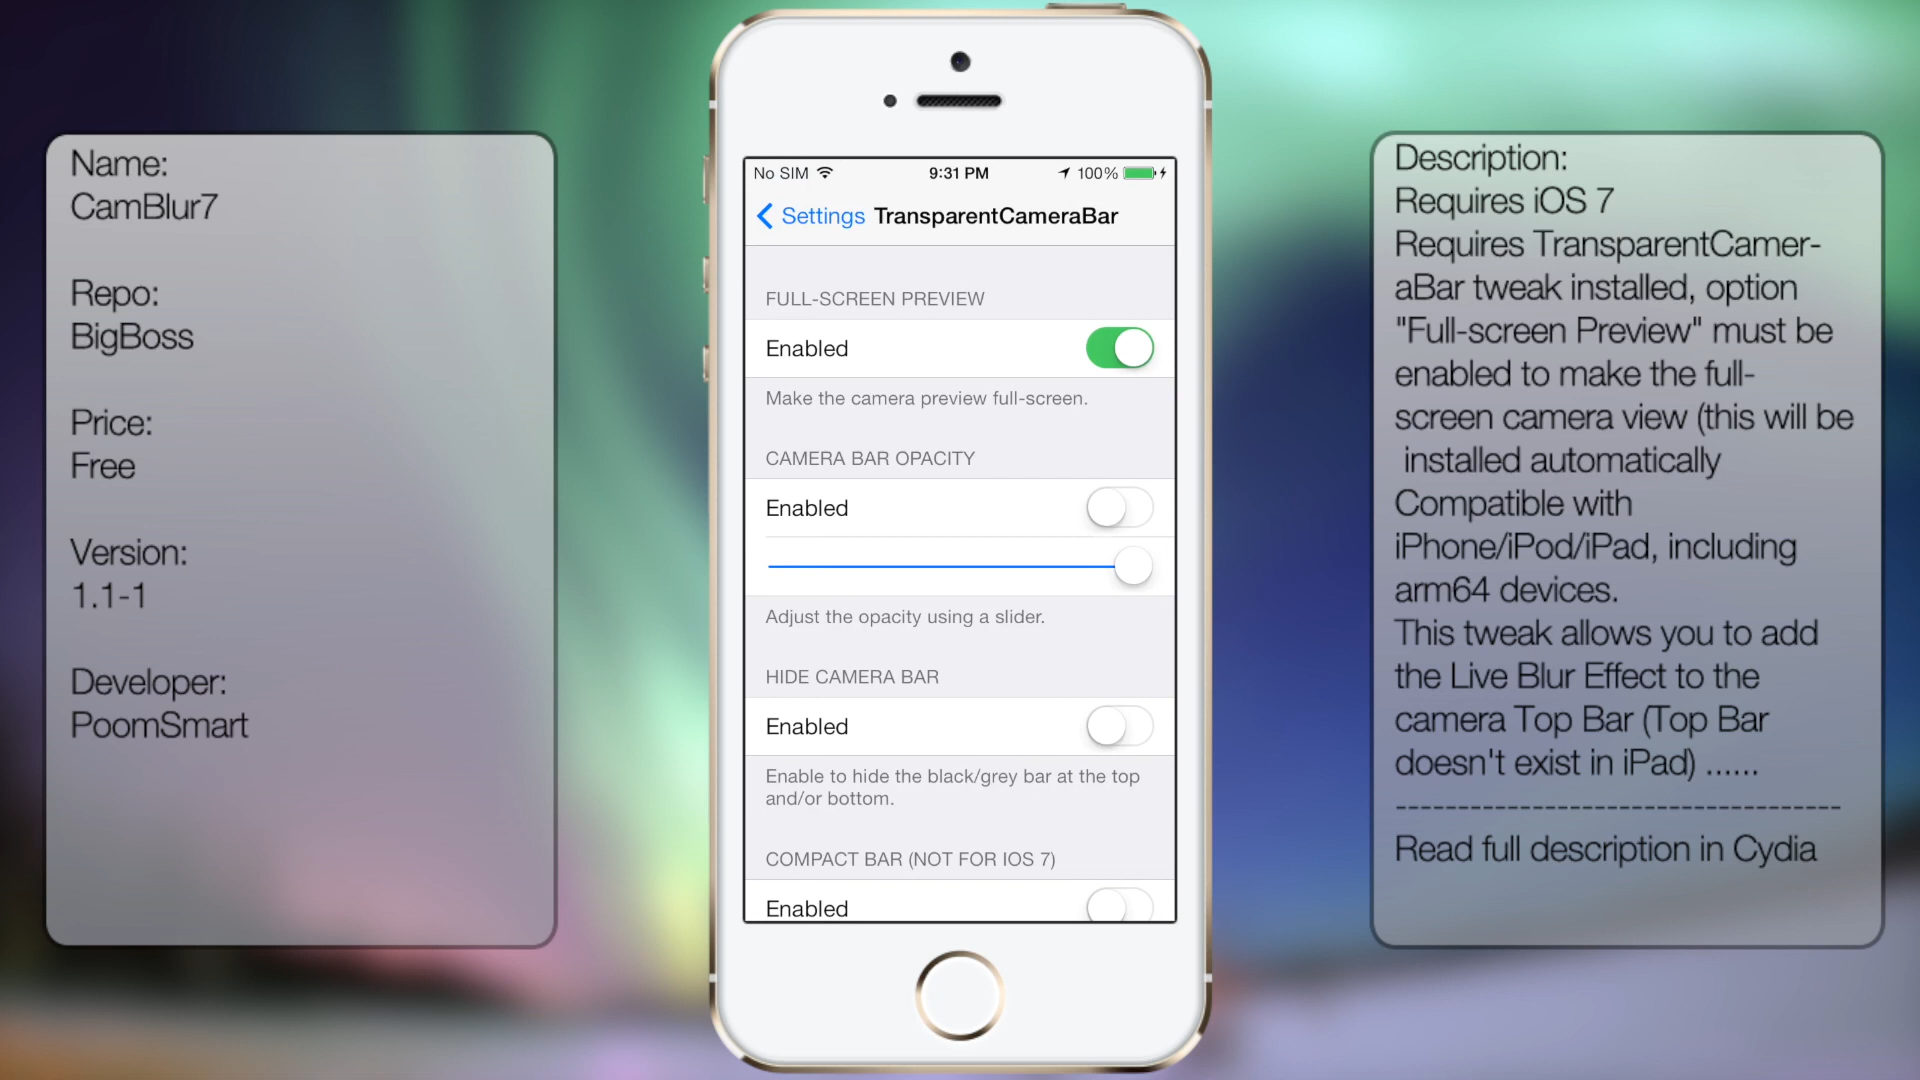 Name:
CamBlur7
Repo:
BigBoss
Price:
Free
Version:
1.1-1
Developer:
PoomSmart
No SIM 9:31 PM 100%
Settings TransparentCameraBar
FULL-SCREEN PREVIEW
Enabled
Make the camera preview full-screen.
CAMERA BAR OPACITY
Enabled
Adjust the opacity using a slider.
HIDE CAMERA BAR
Enabled
Enable to hide the black/grey bar at the top
and/or bottom.
COMPACT BAR (NOT FOR IOS 7)
Enabled
Description:
Requires iOS 7
Requires TransparentCamer-
aBar tweak installed, option
"Full-screen Preview" must be
enabled to make the full-
screen camera view (this will be
installed automatically
Compatible with
iPhone/iPod/iPad, including
arm64 devices.
This tweak allows you to add
the Live Blur Effect to the
camera Top Bar (Top Bar
doesn't exist in iPad) ......
------------------------------------
Read full description in Cydia